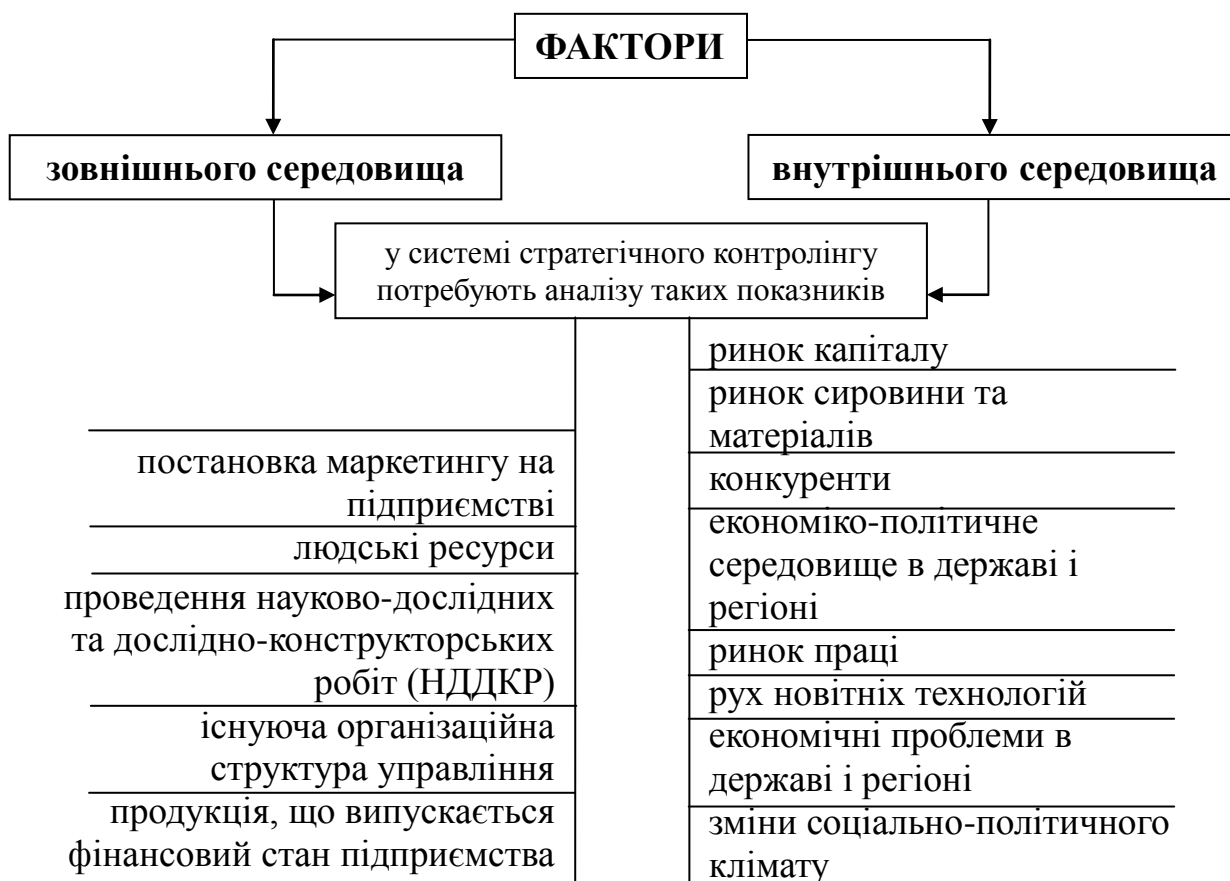 ФАКТОРИ
зовнішнього середовища
внутрішнього середовища
у системі стратегічного контролінгу
потребують аналізу таких показників
постановка маркетингу на
підприємстві
людські ресурси
проведення науково-дослідних
та дослідно-конструкторських
робіт (НДДКР)
існуюча організаційна
структура управління
продукція, що випускається
фінансовий стан підприємства
ринок капіталу
ринок сировини та
матеріалів
конкуренти
економіко-політичне
середовище в державі і
регіоні
ринок праці
рух новітніх технологій
економічні проблеми в
державі і регіоні
зміни соціально-політичного
клімату